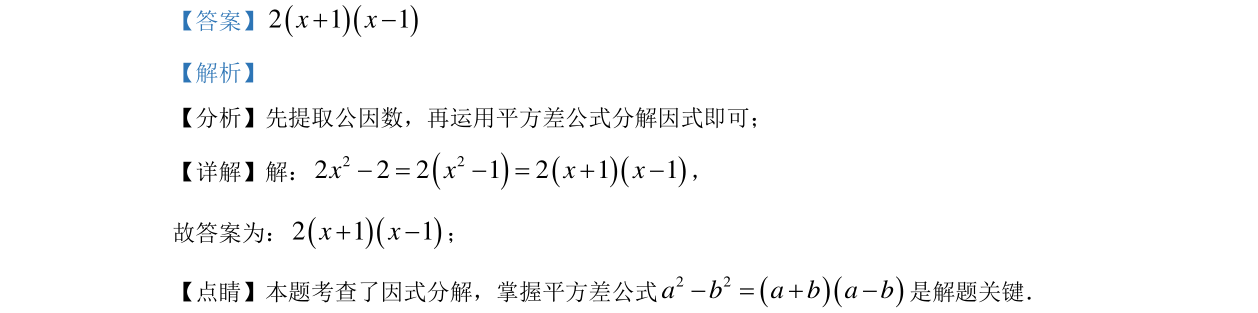 【答案】2(x+1)(x−1)
【解析】
【分析】先提取公因数，再运用平方差公式分解因式即可；
【详解】解：2x²−2=2(x²−1)=2(x+1)(x−1)，
故答案为：2(x+1)(x−1)；
【点睛】本题考查了因式分解，掌握平方差公式a²−b²=(a+b)(a−b)是解题关键．